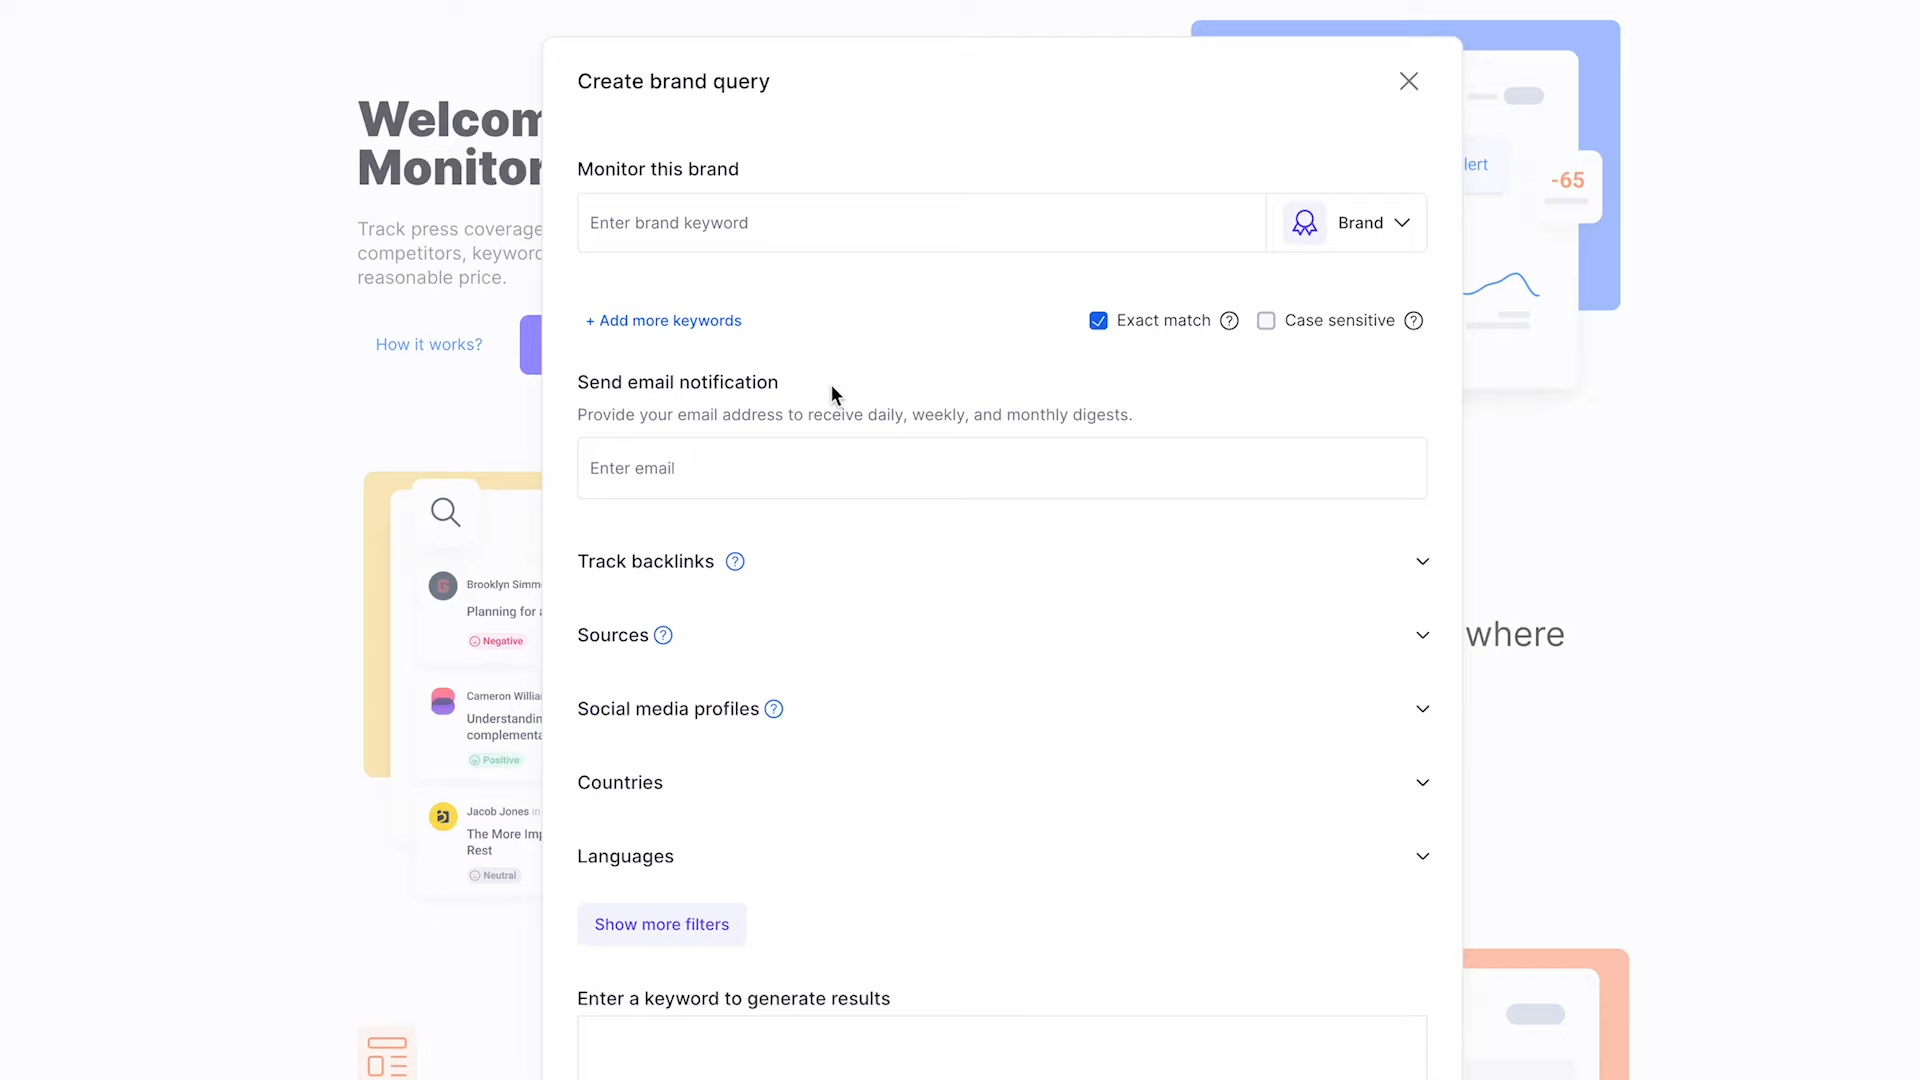 Create brand query
Welcom
Monitor
Track press coverage
competitors, keyword
reasonable price.
How it works?
Monitor this brand
Enter brand keyword
Brand
+ Add more keywords
Exact match
Case sensitive
Send email notification
Provide your email address to receive daily, weekly, and monthly digests.
Enter email
Track backlinks
Sources
Social media profiles
Countries
Languages
Show more filters
Enter a keyword to generate results
Brooklyn Simm
Planning for a
Negative
Cameron Willia
Understandin
complementa
Positive
Jacob Jones in
The More Imp
Rest
Neutral
lert
-65
where